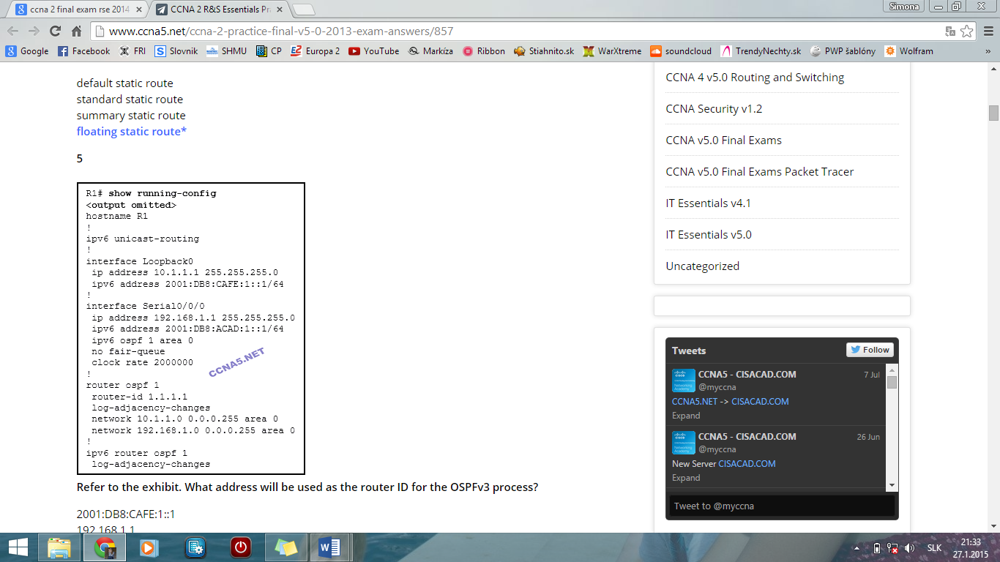 ccna 2 final exam rse 2014
CCNA 2 R&S Essentials Pr
Simona
www.ccna5.net/ccna-2-practice-final-v5-0-2013-exam-answers/857
Google Facebook FRI Slovnik SHMU CP Europa 2 YouTube Markíza Ribbon Stiahnito.sk WarXtreme soundcloud TrendyNechty.sk PWP šablóny Wolfram »
default static route
standard static route
summary static route
floating static route*
5
R1# show running-config
<output omitted>
hostname R1
!
ipv6 unicast-routing
!
interface Loopback0
ip address 10.1.1.1 255.255.255.0
ipv6 address 2001:DB8:CAFE:1::1/64
!
interface Serial0/0/0
ip address 192.168.1.1 255.255.255.0
ipv6 address 2001:DB8:ACAD:1::1/64
ipv6 ospf 1 area 0
no fair-queue
clock rate 2000000
!
router ospf 1
router-id 1.1.1.1
log-adjacency-changes
network 10.1.1.0 0.0.0.255 area 0
network 192.168.1.0 0.0.0.255 area 0
!
ipv6 router ospf 1
log-adjacency-changes
CCNA5.NET
Refer to the exhibit. What address will be used as the router ID for the OSPFv3 process?
2001:DB8:CAFE:1::1
192.168.1.1
CCNA 4 v5.0 Routing and Switching
CCNA Security v1.2
CCNA v5.0 Final Exams
CCNA v5.0 Final Exams Packet Tracer
IT Essentials v4.1
IT Essentials v5.0
Uncategorized
Tweets
Follow
CCNA5 - CISACAD.COM 7 Jul
@myccna
CCNA5.NET -> CISACAD.COM
Expand
CCNA5 - CISACAD.COM 26 Jun
@myccna
New Server CISACAD.COM
Expand
Tweet to @myccna
SLK
21:33
27.1.2015